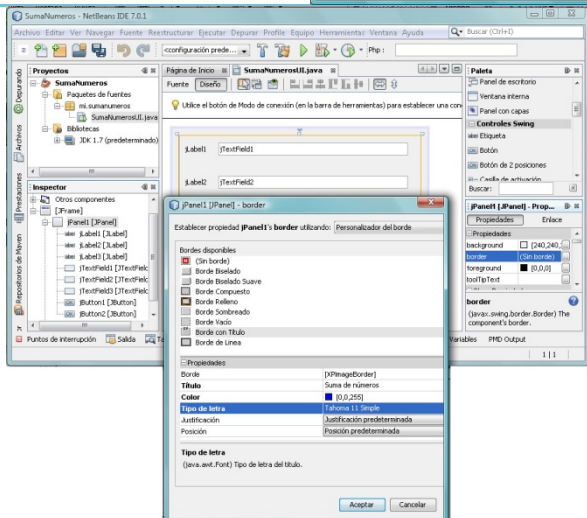 SumaNumeros - NetBeans IDE 7.0.1
Archivo Editar Ver Navegar Fuente Reestructurar Ejecutar Depurar Profile Equipo Herramientas Ventana Ayuda
Buscar (Ctrl+I)
<configuración prede...
Php :
Proyectos
SumaNumeros
Paquetes de fuentes
mi.sumanumeros
SumaNumerosUI.java
Bibliotecas
JDK 1.7 (predeterminado)
Depurando
Archivos
Prestaciones
Repositorios de Maven
Inspector
Otros componentes
[JFrame]
jPanel1 [JPanel]
jLabel1 [JLabel]
jLabel2 [JLabel]
jLabel3 [JLabel]
jTextField1 [JTextFielc
jTextField2 [JTextFielc
jTextField3 [JTextFielc
jButton1 [JButton]
jButton2 [JButton]
Página de Inicio
SumaNumerosUI.java
Fuente Diseño
Utilice el botón de Modo de conexión (en la barra de herramientas) para establecer una con
jLabel1 jTextField1
jLabel2 jTextField2
Paleta
Panel de escritorio
Ventana interna
Panel con capas
Controles Swing
Etiqueta
Botón
Botón de 2 posiciones
Casilla de activación
Buscar:
jPanel1 [JPanel] - Prop...
Propiedades Enlace
Propiedades
background [240,240,
border (Sin borde)
foreground [0,0,0]
toolTipText
border
(javax.swing.border.Border) The
component's border.
Puntos de interrupción Salida Ta
Variables PMD Output
1|1
jPanel1 [JPanel] - border
Establecer propiedad jPanel1's border utilizando: Personalizador del borde
Bordes disponibles
(Sin borde)
Borde Biselado
Borde Biselado Suave
Borde Compuesto
Borde Relleno
Borde Sombreado
Borde Vacío
Borde con Título
Borde de Linea
Propiedades
Borde [XPImageBorder]
Título Suma de números
Color [0,0,255]
Tipo de letra Tahoma 11 Simple
Justificación Justificación predeterminada
Posición Posición predeterminada
Tipo de letra
(java.awt.Font) Tipo de letra del título.
Aceptar Cancelar